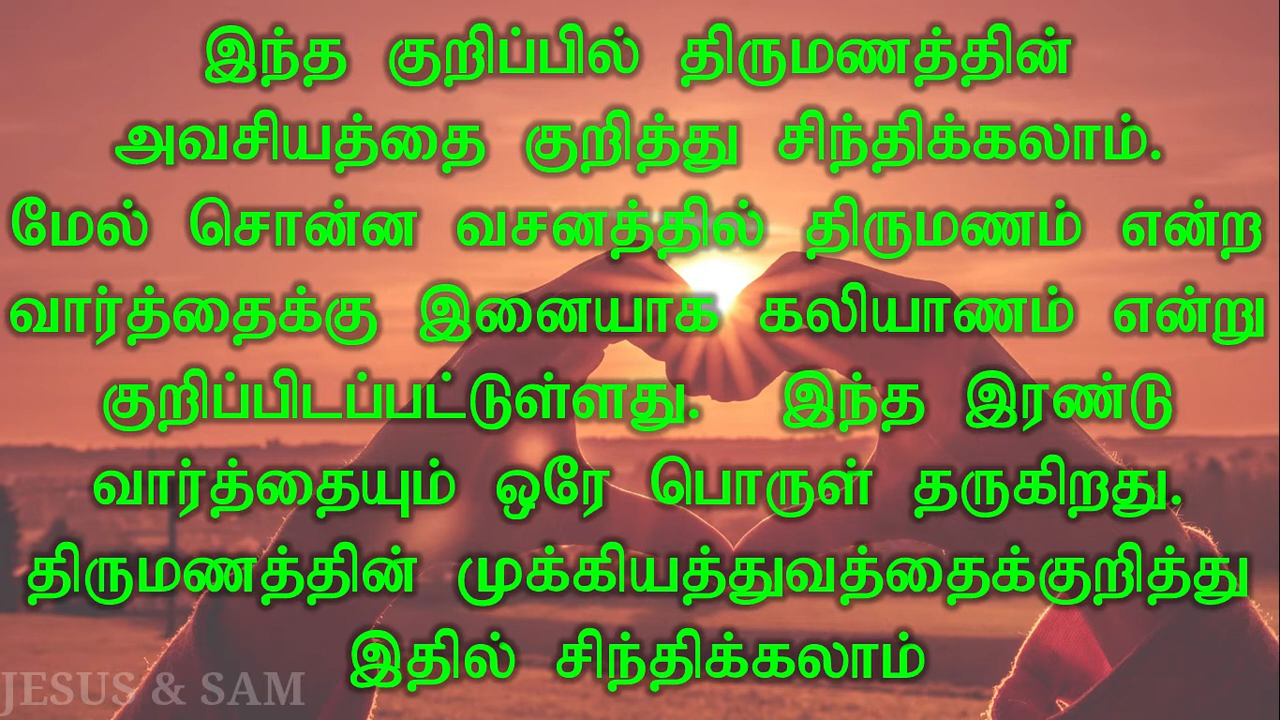 இந்த குறிப்பில் திருமணத்தின்
அவசியத்தை குறித்து சிந்திக்கலாம்.
மேல் சொன்ன வசனத்தில் திருமணம் என்ற
வார்த்தைக்கு இனையாக கலியாணம் என்று
குறிப்பிடப்பட்டுள்ளது. இந்த இரண்டு
வார்த்தையும் ஒரே பொருள் தருகிறது.
திருமணத்தின் முக்கியத்துவத்தைக்குறித்து
இதில் சிந்திக்கலாம்
JESUS & SAM